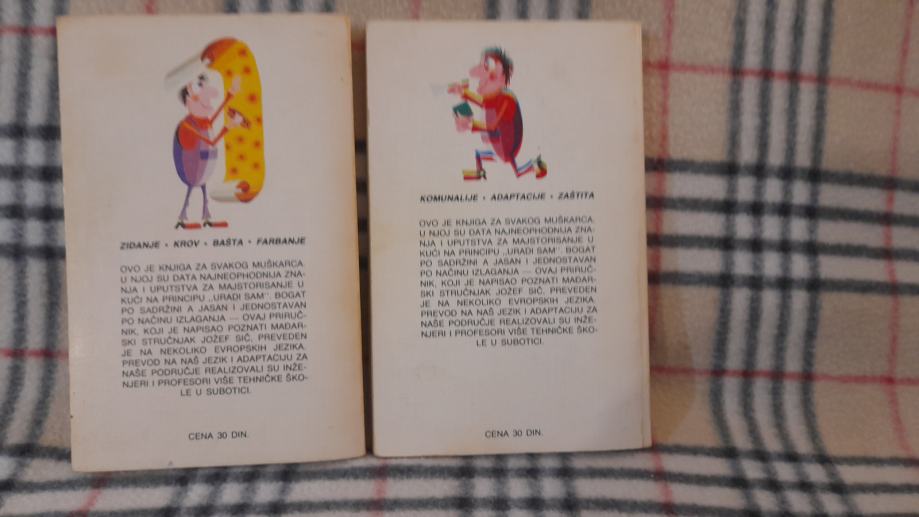 ZIDANJE • KROV • BAŠTA • FARBANJE
OVO JE KNJIGA ZA SVAKOG MUŠKARCA.
U NJOJ SU DATA NAJNEOPHODNIJA ZNA-
NJA I UPUTSTVA ZA MAJSTORISANJE U
KUĆI NA PRINCIPU „URADI SAM". BOGAT
PO SADRŽINI A JASAN I JEDNOSTAVAN
PO NAČINU IZLAGANJA — OVAJ PRIRUČ-
NIK, KOJI JE NAPISAO POZNATI MAĐAR-
SKI STRUČNJAK JOŽEF SIČ, PREVEDEN
JE NA NEKOLIKO EVROPSKIH JEZIKA.
PREVOD NA NAŠ JEZIK I ADAPTACIJU ZA
NAŠE PODRUČJE REALIZOVALI SU INŽE-
NJERI I PROFESORI VIŠE TEHNIČKE ŠKO-
LE U SUBOTICI.
CENA 30 DIN.
KOMUNALIJE • ADAPTACIJE • ZAŠTITA
OVO JE KNJIGA ZA SVAKOG MUŠKARCA.
U NJOJ SU DATA NAJNEOPHODNIJA ZNA-
NJA I UPUTSTVA ZA MAJSTORISANJE U
KUĆI NA PRINCIPU „URADI SAM". BOGAT
PO SADRŽINI A JASAN I JEDNOSTAVAN
PO NAČINU IZLAGANJA — OVAJ PRIRUČ-
NIK, KOJI JE NAPISAO POZNATI MAĐAR-
SKI STRUČNJAK JOŽEF SIČ, PREVEDEN
JE NA NEKOLIKO EVROPSKIH JEZIKA.
PREVOD NA NAŠ JEZIK I ADAPTACIJU ZA
NAŠE PODRUČJE REALIZOVALI SU INŽE-
NJERI I PROFESORI VIŠE TEHNIČKE ŠKO-
LE U SUBOTICI.
CENA 30 DIN.